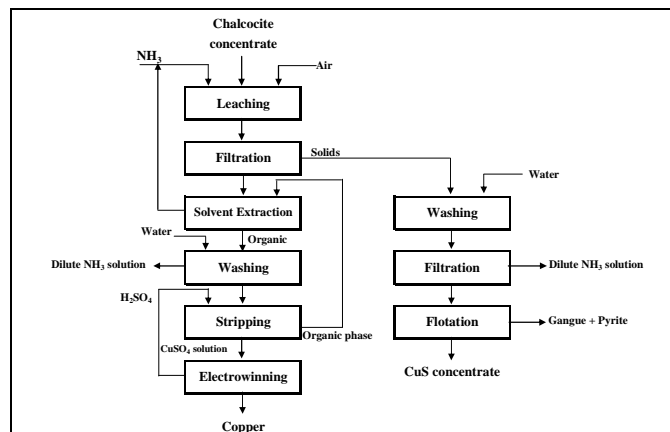 Chalcocite
concentrate
NH₃
Air
Leaching
Filtration
Solids
Solvent Extraction
Water
Organic
Washing
Dilute NH₃ solution
H₂SO₄
Stripping
Organic phase
CuSO₄ solution
Electrowinning
Copper
Water
Washing
Filtration
Dilute NH₃ solution
Flotation
Gangue + Pyrite
CuS concentrate